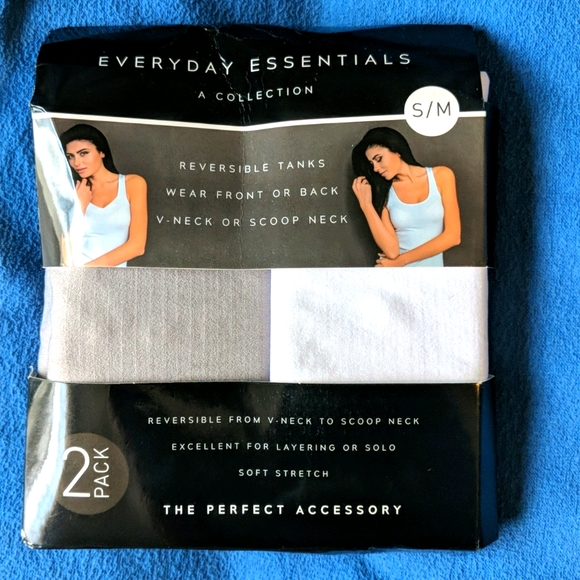 EVERYDAY ESSENTIALS
A COLLECTION
S/M
REVERSIBLE TANKS
WEAR FRONT OR BACK
V-NECK OR SCOOP NECK
REVERSIBLE FROM V-NECK TO SCOOP NECK
EXCELLENT FOR LAYERING OR SOLO
SOFT STRETCH
2 PACK
THE PERFECT ACCESSORY